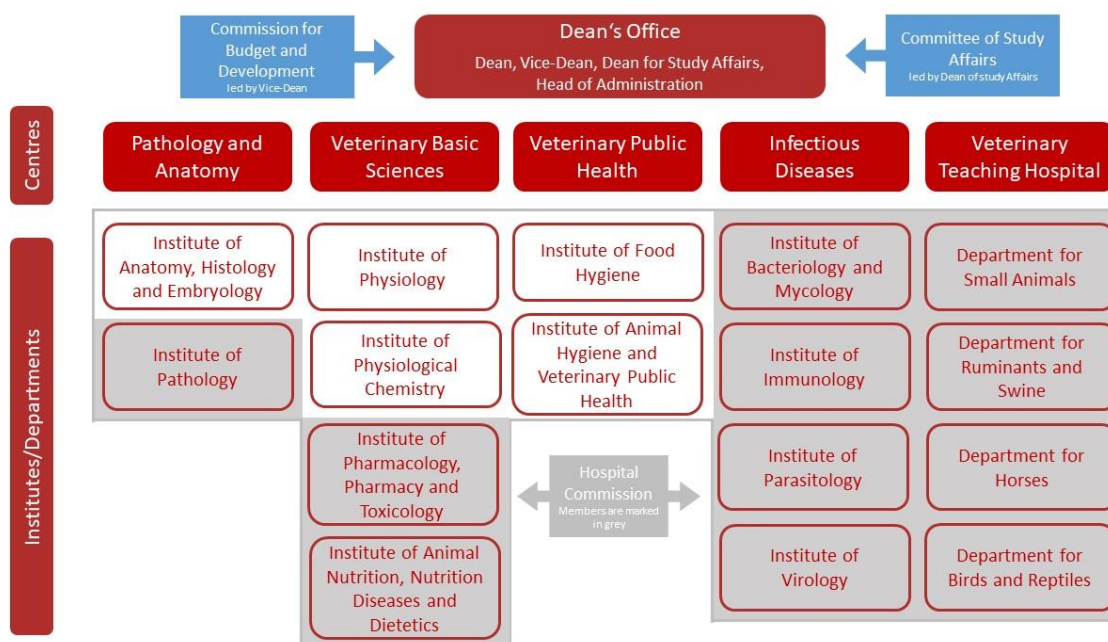 Commission for
Budget and
Development
led by Vice-Dean
Dean's Office
Dean, Vice-Dean, Dean for Study Affairs,
Head of Administration
Committee of Study
Affairs
led by Dean of study Affairs
Centres
Pathology and
Anatomy
Veterinary Basic
Sciences
Veterinary Public
Health
Infectious
Diseases
Veterinary
Teaching Hospital
Institutes/Departments
Institute of
Anatomy, Histology
and Embryology
Institute of
Physiology
Institute of Food
Hygiene
Institute of
Bacteriology and
Mycology
Department for
Small Animals
Institute of
Pathology
Institute of
Physiological
Chemistry
Institute of Animal
Hygiene and
Veterinary Public
Health
Institute of
Immunology
Department for
Ruminants and
Swine
Institute of
Pharmacology,
Pharmacy and
Toxicology
Hospital
Commission
Members are marked
in grey
Institute of
Parasitology
Department for
Horses
Institute of Animal
Nutrition, Nutrition
Diseases and
Dietetics
Institute of
Virology
Department for
Birds and Reptiles